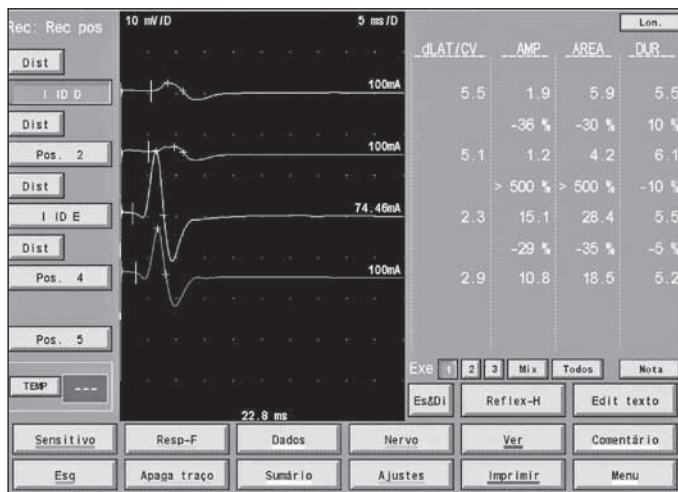 Rec: Rec pos
10 mV/D
5 ms/D
Lon.
dLAT/CV AMP AREA DUR
Dist
I ID D
100mA
5.5 1.9 5.9 5.5
Dist
-36 % -30 % 10 %
Pos. 2
100mA
5.1 1.2 4.2 6.1
Dist
> 500 % > 500 % -10 %
I ID E
74.46mA
2.3 15.1 28.4 5.5
Dist
-29 % -35 % -5 %
Pos. 4
100mA
2.9 10.8 18.5 5.2
Pos. 5
Exe 1 2 3 Mix Todos Nota
TEMP ---
Es&Di Reflex-H Edit texto
22.8 ms
Sensitivo Resp-F Dados Nervo Ver Comentário
Esq Apaga traço Sumário Ajustes Imprimir Menu